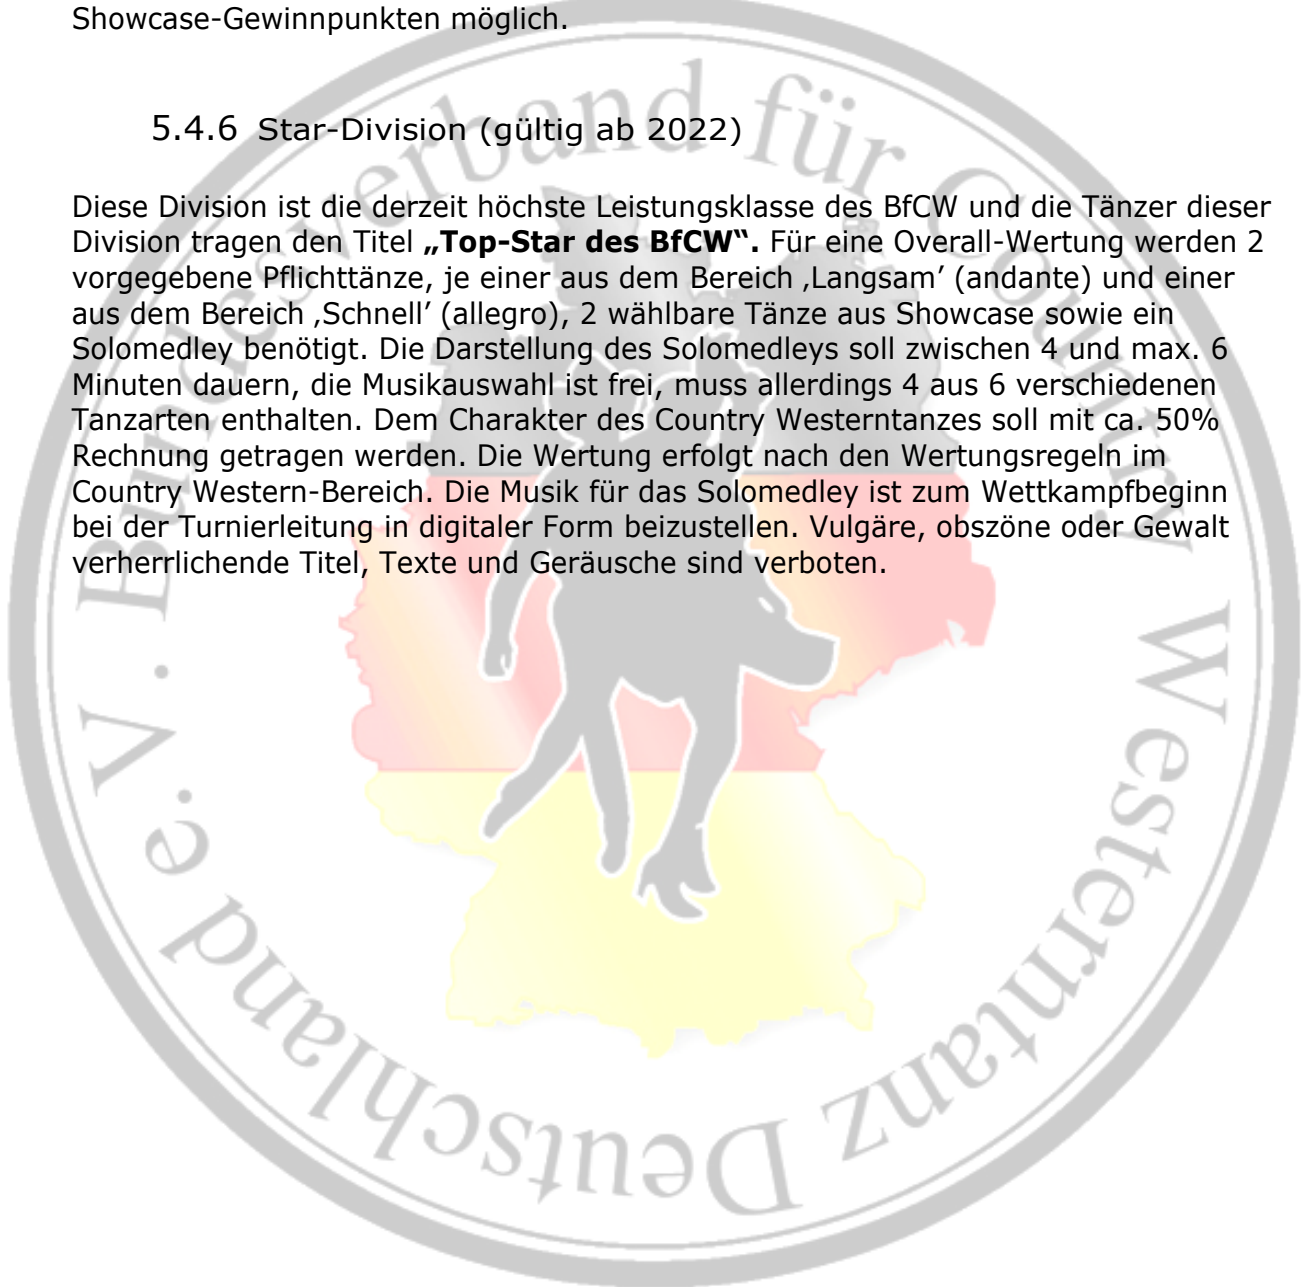 Showcase-Gewinnpunkten möglich.
5.4.6 Star-Division (gültig ab 2022)
Diese Division ist die derzeit höchste Leistungsklasse des BfCW und die Tänzer dieser
Division tragen den Titel „Top-Star des BfCW“. Für eine Overall-Wertung werden 2
vorgegebene Pflichttänze, je einer aus dem Bereich ‚Langsam’ (andante) und einer
aus dem Bereich ‚Schnell’ (allegro), 2 wählbare Tänze aus Showcase sowie ein
Solomedley benötigt. Die Darstellung des Solomedleys soll zwischen 4 und max. 6
Minuten dauern, die Musikauswahl ist frei, muss allerdings 4 aus 6 verschiedenen
Tanzarten enthalten. Dem Charakter des Country Westerntanzes soll mit ca. 50%
Rechnung getragen werden. Die Wertung erfolgt nach den Wertungsregeln im
Country Western-Bereich. Die Musik für das Solomedley ist zum Wettkampfbeginn
bei der Turnierleitung in digitaler Form beizustellen. Vulgäre, obszöne oder Gewalt
verherrlichende Titel, Texte und Geräusche sind verboten.
Bundesverband für Country Westerntanz Deutschland e.V.